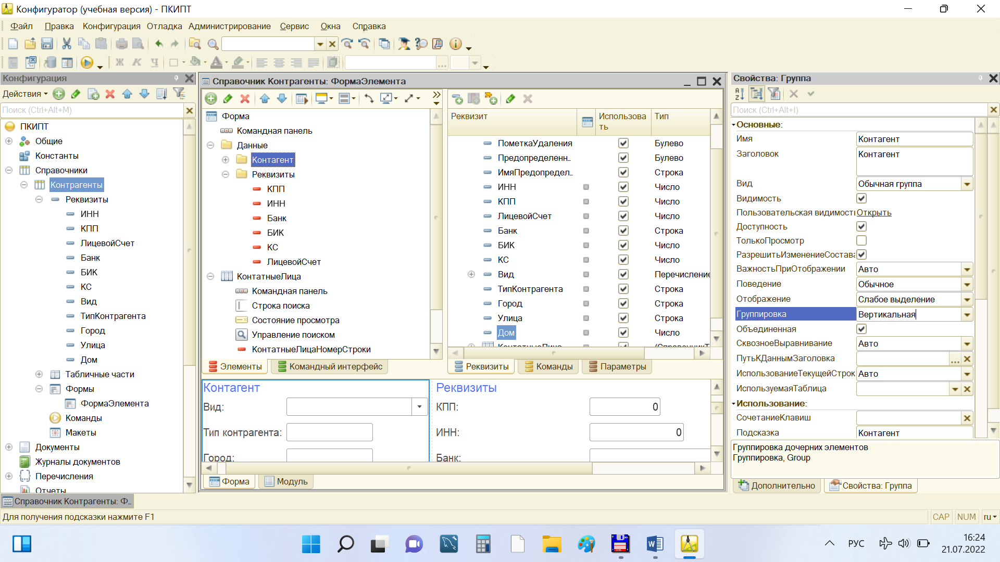 Конфигуратор (учебная версия) - ПКИПТ
Файл Правка Конфигурация Отладка Администрирование Сервис Окна Справка
Ж К Ч
Конфигурация
Действия
Поиск (Ctrl+Alt+M)
ПКИПТ
Общие
Константы
Справочники
Контрагенты
Реквизиты
ИНН
КПП
ЛицевойСчет
Банк
БИК
КС
Вид
ТипКонтрагента
Город
Улица
Дом
Табличные части
Формы
ФормаЭлемента
Команды
Макеты
Документы
Журналы документов
Перечисления
Отчеты
Справочник Контрагенты: ФормаЭлемента
Форма
Командная панель
Данные
Контагент
Реквизиты
КПП
ИНН
Банк
БИК
КС
ЛицевойСчет
КонтатныеЛица
Командная панель
Строка поиска
Состояние просмотра
Управление поиском
КонтатныеЛицаНомерСтроки
Элементы Командный интерфейс
Реквизит Использова
ть Тип
ПометкаУдаления Булево
Предопределенн... Булево
ИмяПредопредел... Строка
ИНН Число
КПП Число
ЛицевойСчет Число
Банк Строка
БИК Число
КС Число
Вид Перечисление
ТипКонтрагента Строка
Город Строка
Улица Строка
Дом Число
КонтатныеЛица (СправочникТ
Реквизиты Команды Параметры
Контагент Реквизиты
Вид: КПП: 0
Тип контрагента: ИНН: 0
Город: Банк:
Форма Модуль
Свойства: Группа
Поиск (Ctrl+Alt+I)
Основные:
Имя Контагент
Заголовок Контагент
Вид Обычная группа
Видимость
Пользовательская видимость Открыть
Доступность
ТолькоПросмотр
РазрешитьИзменениеСостава
ВажностьПриОтображении Авто
Поведение Обычное
Отображение Слабое выделение
Группировка Вертикальная
Объединенная
СквозноеВыравнивание Авто
ПутьКДаннымЗаголовка ...
ИспользованиеТекущейСтрок Авто
ИспользуемаяТаблица
Использование:
СочетаниеКлавиш
Подсказка Контагент
Группировка дочерних элементов
Группировка, Group
Дополнительно Свойства: Группа
Справочник Контрагенты: Ф...
Для получения подсказки нажмите F1 CAP NUM ru
РУС 16:24
21.07.2022